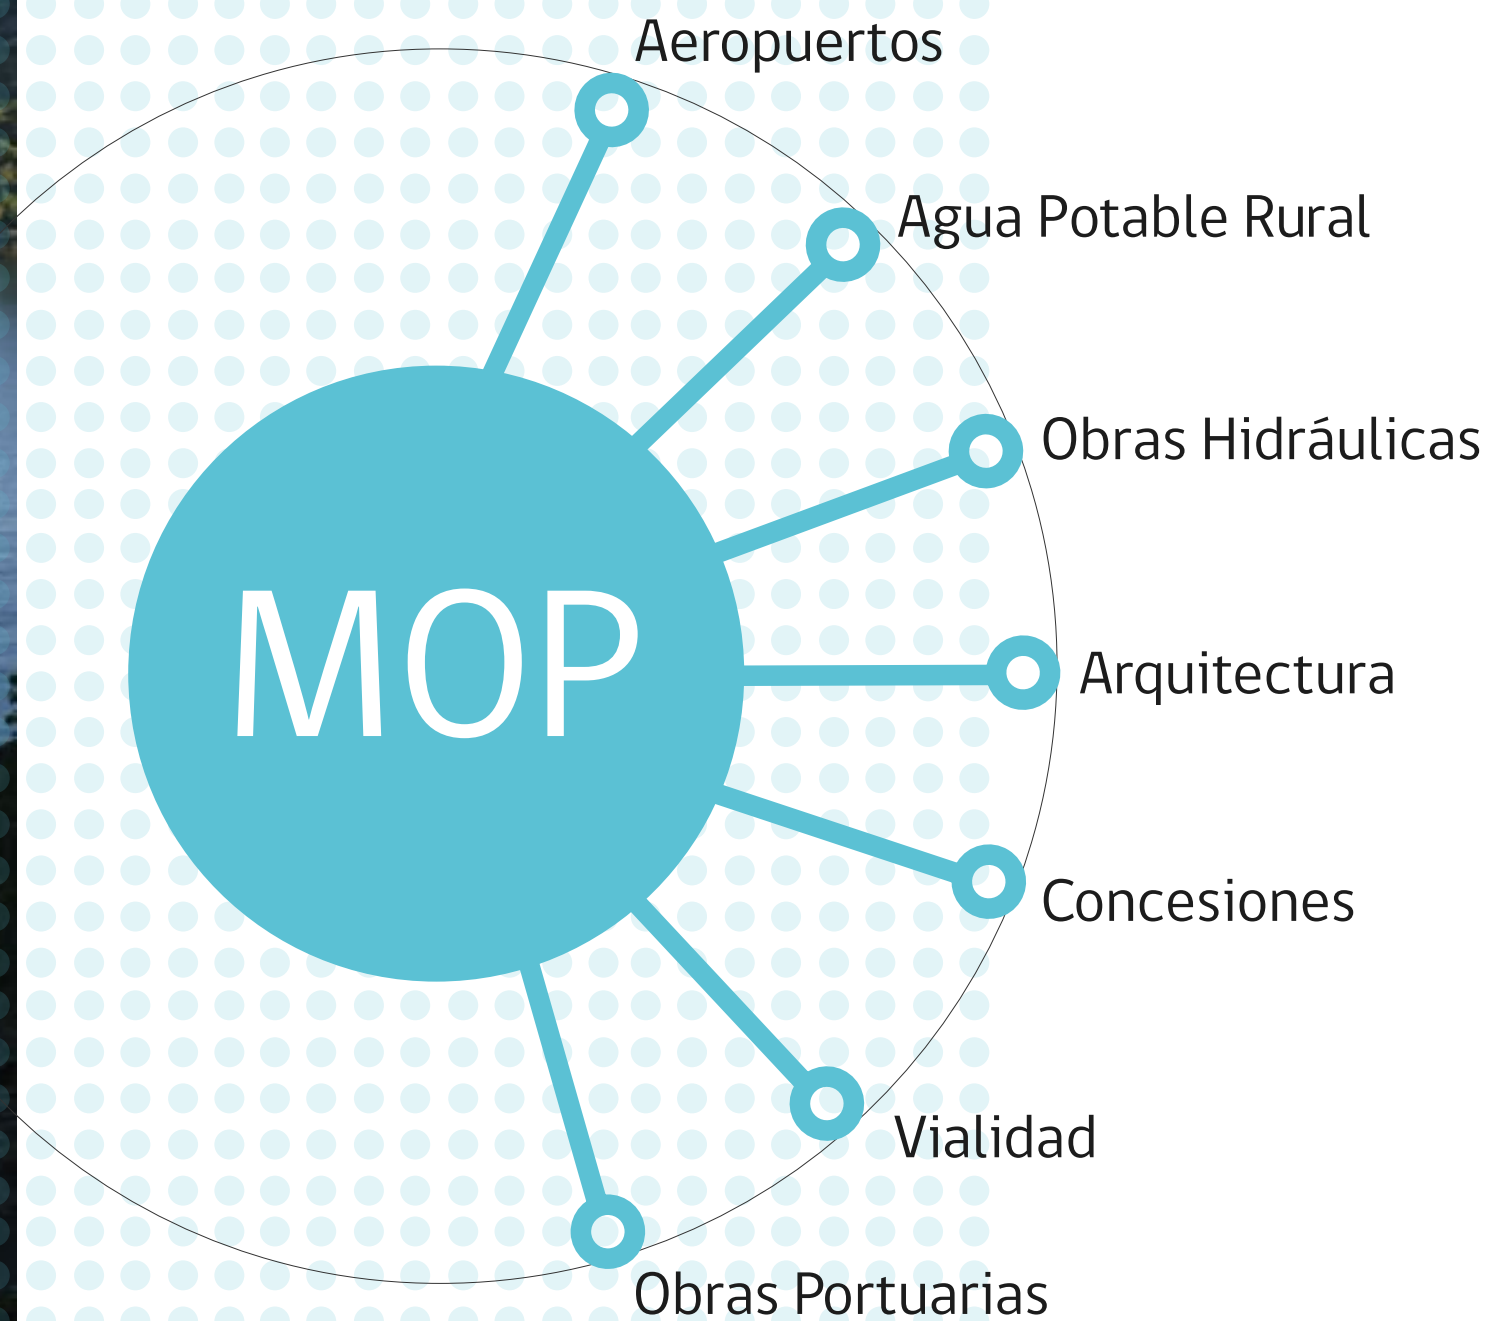 Aeropuertos
Agua Potable Rural
Obras Hidráulicas
MOP
Arquitectura
Concesiones
Vialidad
Obras Portuarias